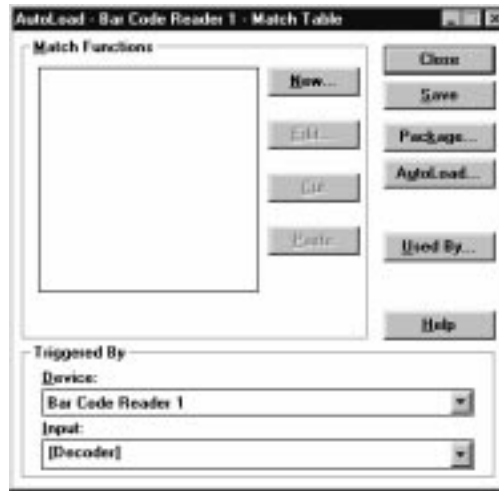 AutoLoad - Bar Code Reader 1 - Match Table
Match Functions
New...
Edit...
Cut
Paste
Close
Save
Package...
AutoLoad...
Used By...
Help
Triggered By
Device:
Bar Code Reader 1
Input:
[Decoder]